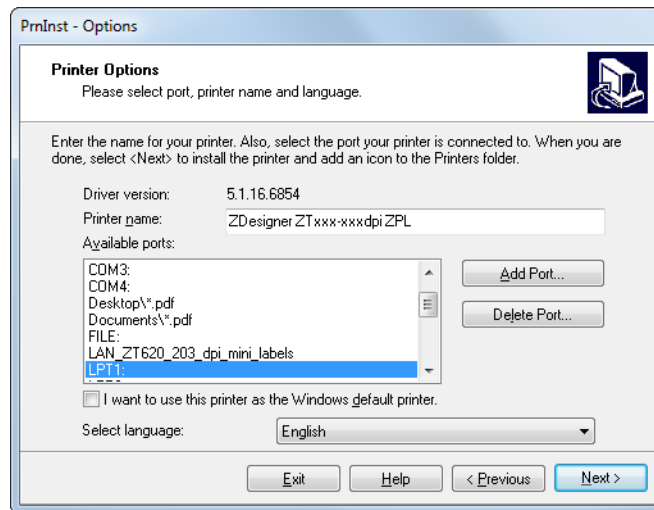 PrnInst - Options
Printer Options
Please select port, printer name and language.
Enter the name for your printer. Also, select the port your printer is connected to. When you are
done, select <Next> to install the printer and add an icon to the Printers folder.
Driver version: 5.1.16.6854
Printer name: ZDesigner ZTxxx-xxxdpi ZPL
Available ports:
COM3:
COM4:
Desktop\*.pdf
Documents\*.pdf
FILE:
LAN_ZT620_203_dpi_mini_labels
LPT1:
Add Port...
Delete Port...
I want to use this printer as the Windows default printer.
Select language: English
Exit Help < Previous Next >